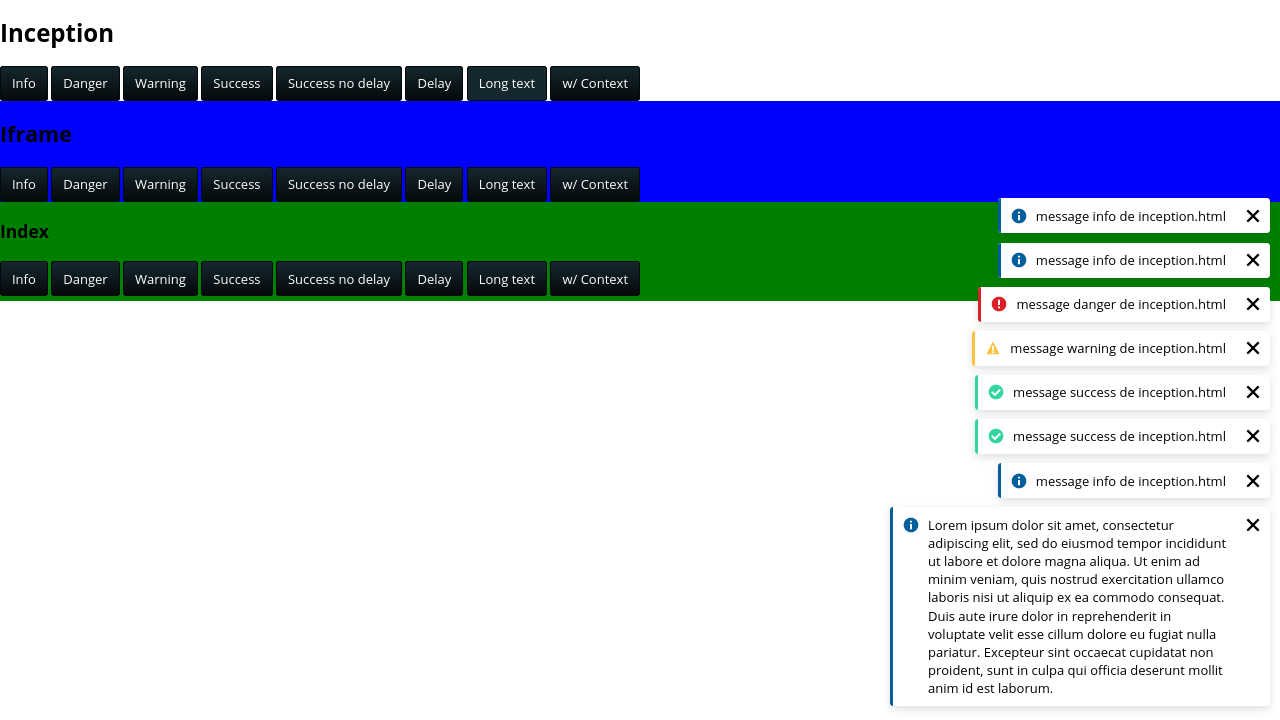 Inception
Info Danger Warning Success Success no delay Delay Long text w/ Context
Iframe
Info Danger Warning Success Success no delay Delay Long text w/ Context
Index
Info Danger Warning Success Success no delay Delay Long text w/ Context
message info de inception.html
message info de inception.html
message danger de inception.html
message warning de inception.html
message success de inception.html
message success de inception.html
message info de inception.html
Lorem ipsum dolor sit amet, consectetur
adipiscing elit, sed do eiusmod tempor incididunt
ut labore et dolore magna aliqua. Ut enim ad
minim veniam, quis nostrud exercitation ullamco
laboris nisi ut aliquip ex ea commodo consequat.
Duis aute irure dolor in reprehenderit in
voluptate velit esse cillum dolore eu fugiat nulla
pariatur. Excepteur sint occaecat cupidatat non
proident, sunt in culpa qui officia deserunt mollit
anim id est laborum.